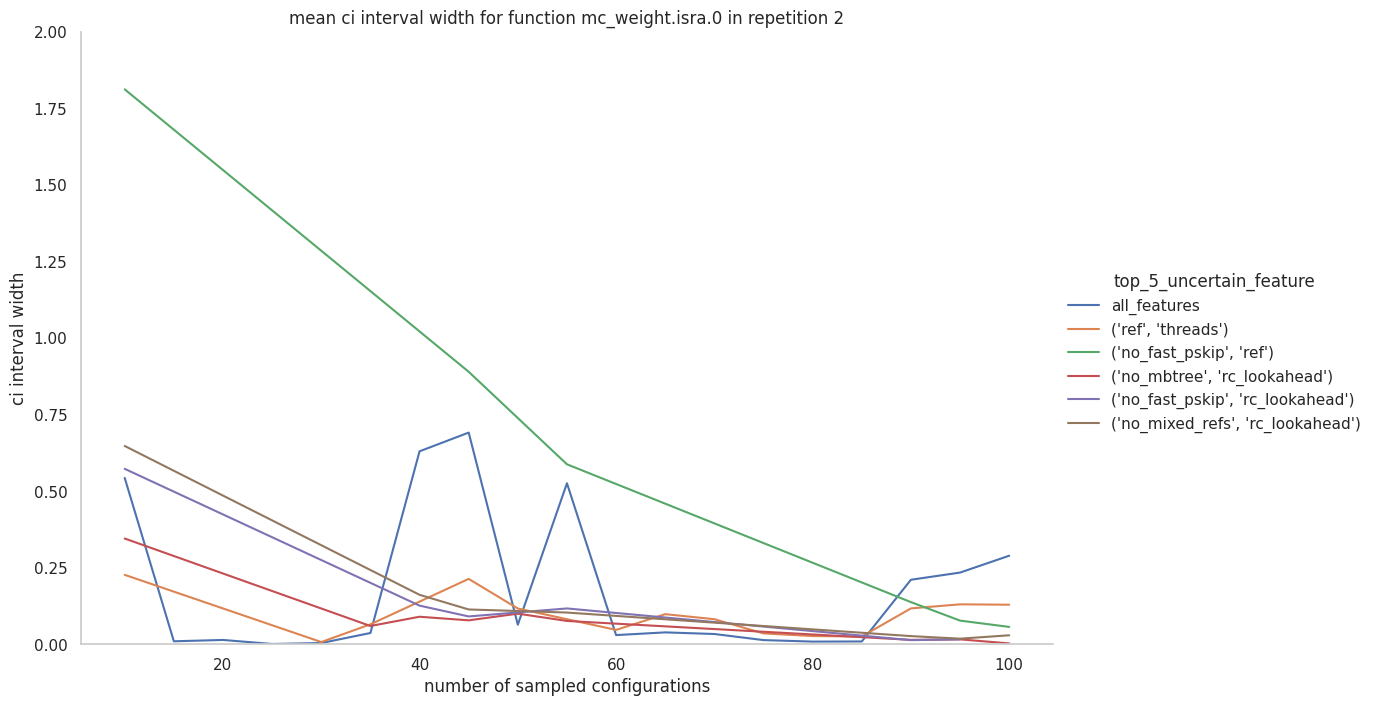 mean ci interval width for function mc_weight.isra.0 in repetition 2
2.00
1.75
1.50
1.25
1.00
0.75
0.50
0.25
0.00
ci interval width
20
40
60
80
100
number of sampled configurations
top_5_uncertain_feature
all_features
('ref', 'threads')
('no_fast_pskip', 'ref')
('no_mbtree', 'rc_lookahead')
('no_fast_pskip', 'rc_lookahead')
('no_mixed_refs', 'rc_lookahead')